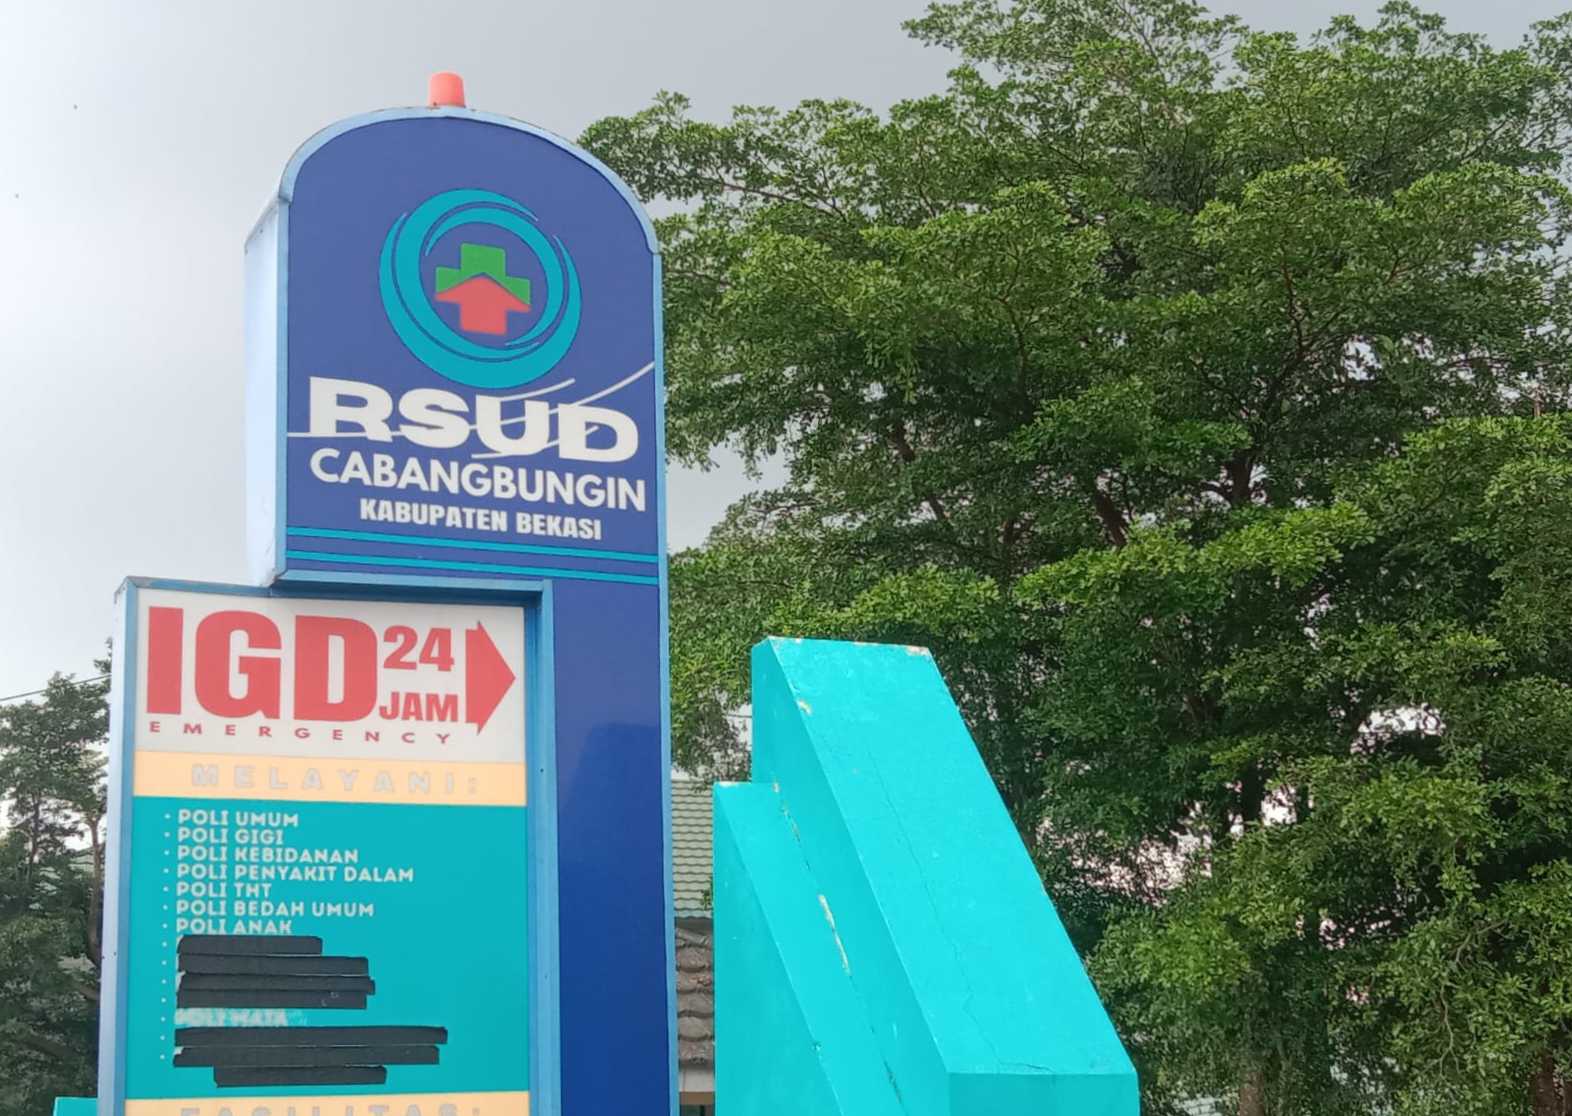 RSUD
CABANGBUNGIN
KABUPATEN BEKASI
IGD 24 JAM
EMERGENCY
MELAYANI:
• POLI UMUM
• POLI GIGI
• POLI KEBIDANAN
• POLI PENYAKIT DALAM
• POLI THT
• POLI BEDAH UMUM
• POLI ANAK
• POLI MATA
FASILITAS: